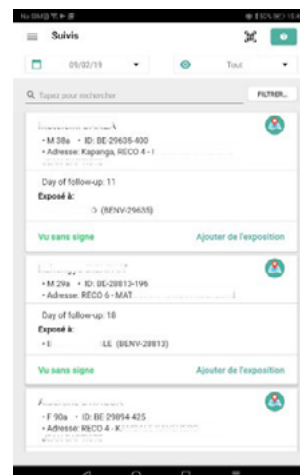 Suivis
09/02/19 Tout
Tapez pour rechercher FILTRER...
• M 38a • ID: BE-29635-400
• Adresse: Kapanga, RECO 4 -
Day of follow-up: 11
Exposé à:
(BENV-29635)
Vu sans signe Ajouter de l'exposition
• M 29a • ID: BE-28813-196
• Adresse: RECO 6 - MAT
Day of follow-up: 18
Exposé à:
LE (BENV-28813)
Vu sans signe Ajouter de l'exposition
• F 90a • ID: BE-29894-425
• Adresse: RECO 4 - K